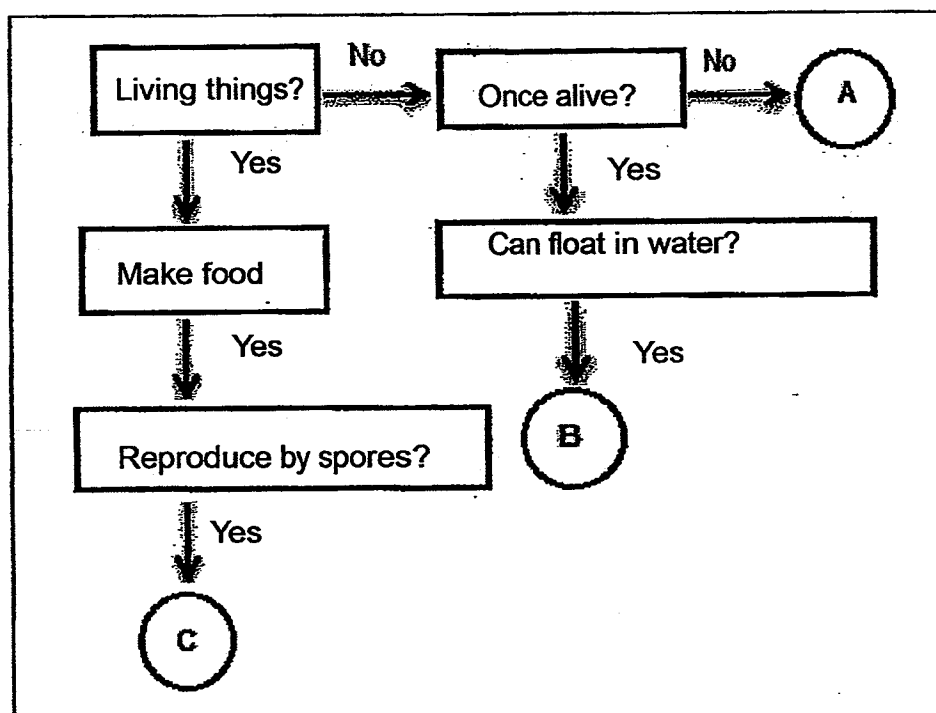 Living things?
No
Once alive?
No
A
Yes
Yes
Make food
Can float in water?
Yes
Yes
B
Reproduce by spores?
Yes
C